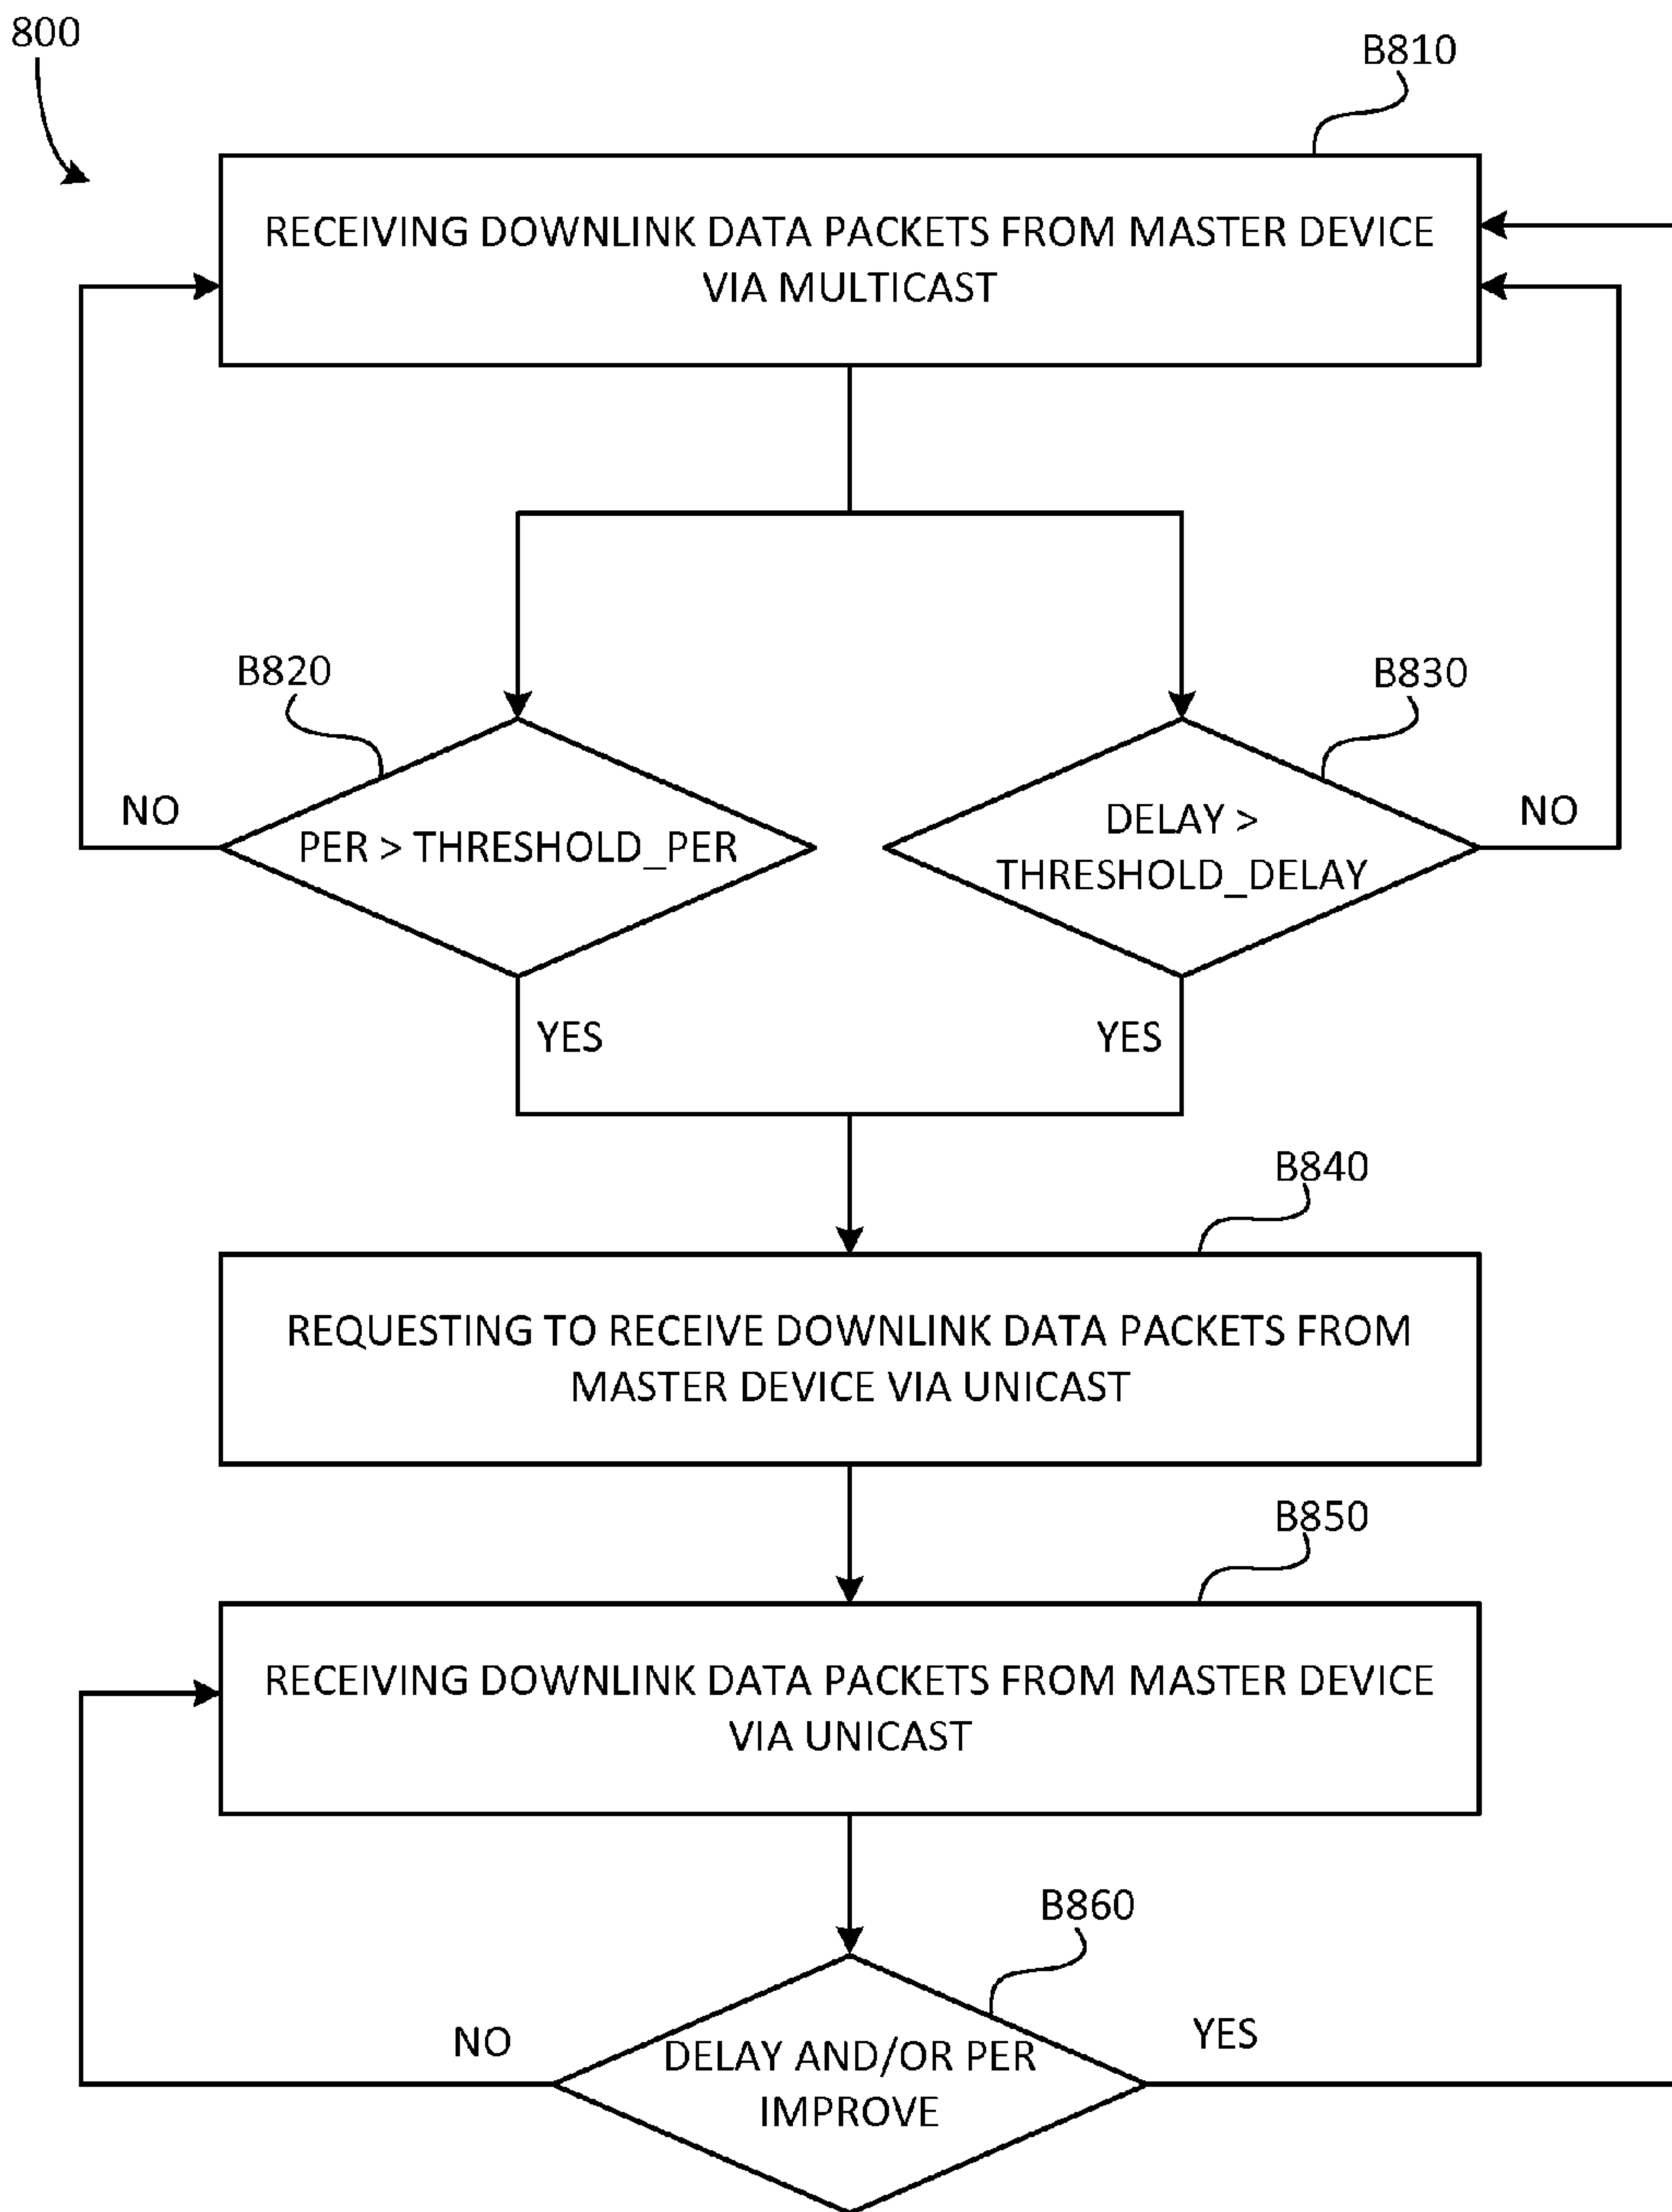 800
B810
RECEIVING DOWNLINK DATA PACKETS FROM MASTER DEVICE
VIA MULTICAST
B820
B830
NO
PER > THRESHOLD_PER
DELAY >
THRESHOLD_DELAY
NO
YES
YES
B840
REQUESTING TO RECEIVE DOWNLINK DATA PACKETS FROM
MASTER DEVICE VIA UNICAST
B850
RECEIVING DOWNLINK DATA PACKETS FROM MASTER DEVICE
VIA UNICAST
B860
NO
DELAY AND/OR PER
IMPROVE
YES